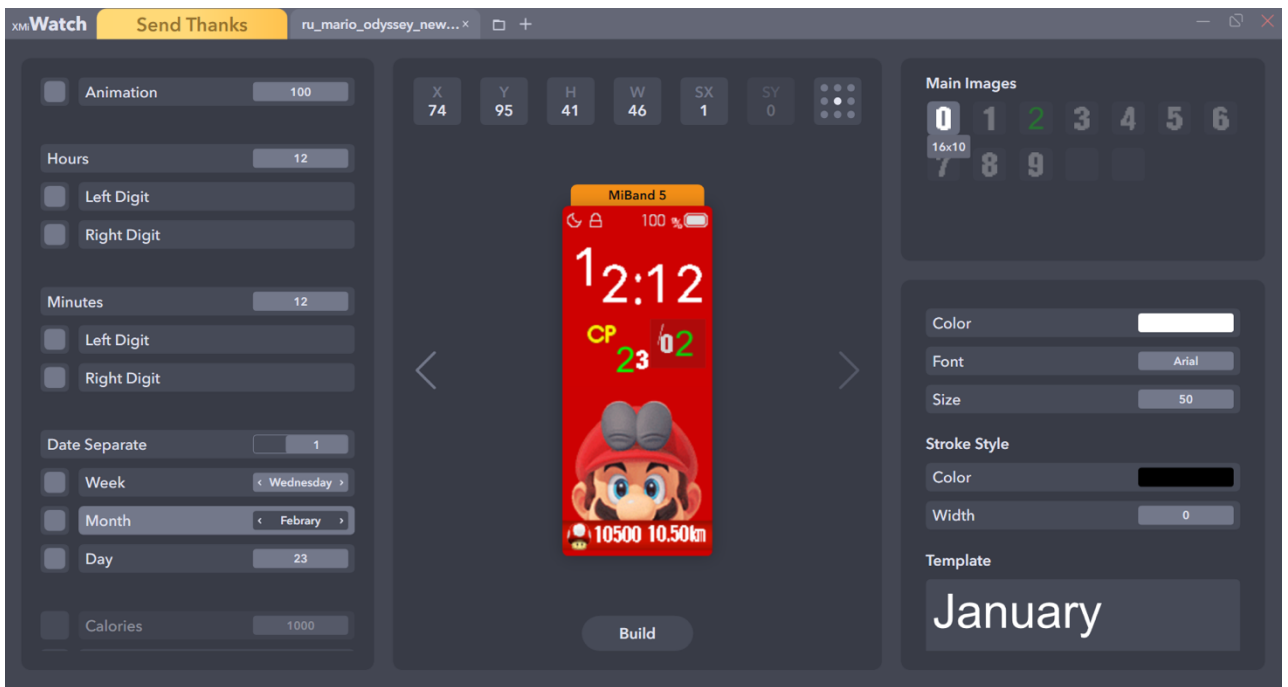 XMiWatch Send Thanks ru_mario_odyssey_new...× +
Animation 100
Hours 12
Left Digit
Right Digit
Minutes 12
Left Digit
Right Digit
Date Separate 1
Week ‹ Wednesday ›
Month ‹ Febrary ›
Day 23
Calories 1000
X Y H W SX SY
74 95 41 46 1 0
MiBand 5
100 %
12:12
CP 23 02
10500 10.50km
Build
Main Images
0 1 2 3 4 5 6
16x10
7 8 9
Color
Font Arial
Size 50
Stroke Style
Color
Width 0
Template
January